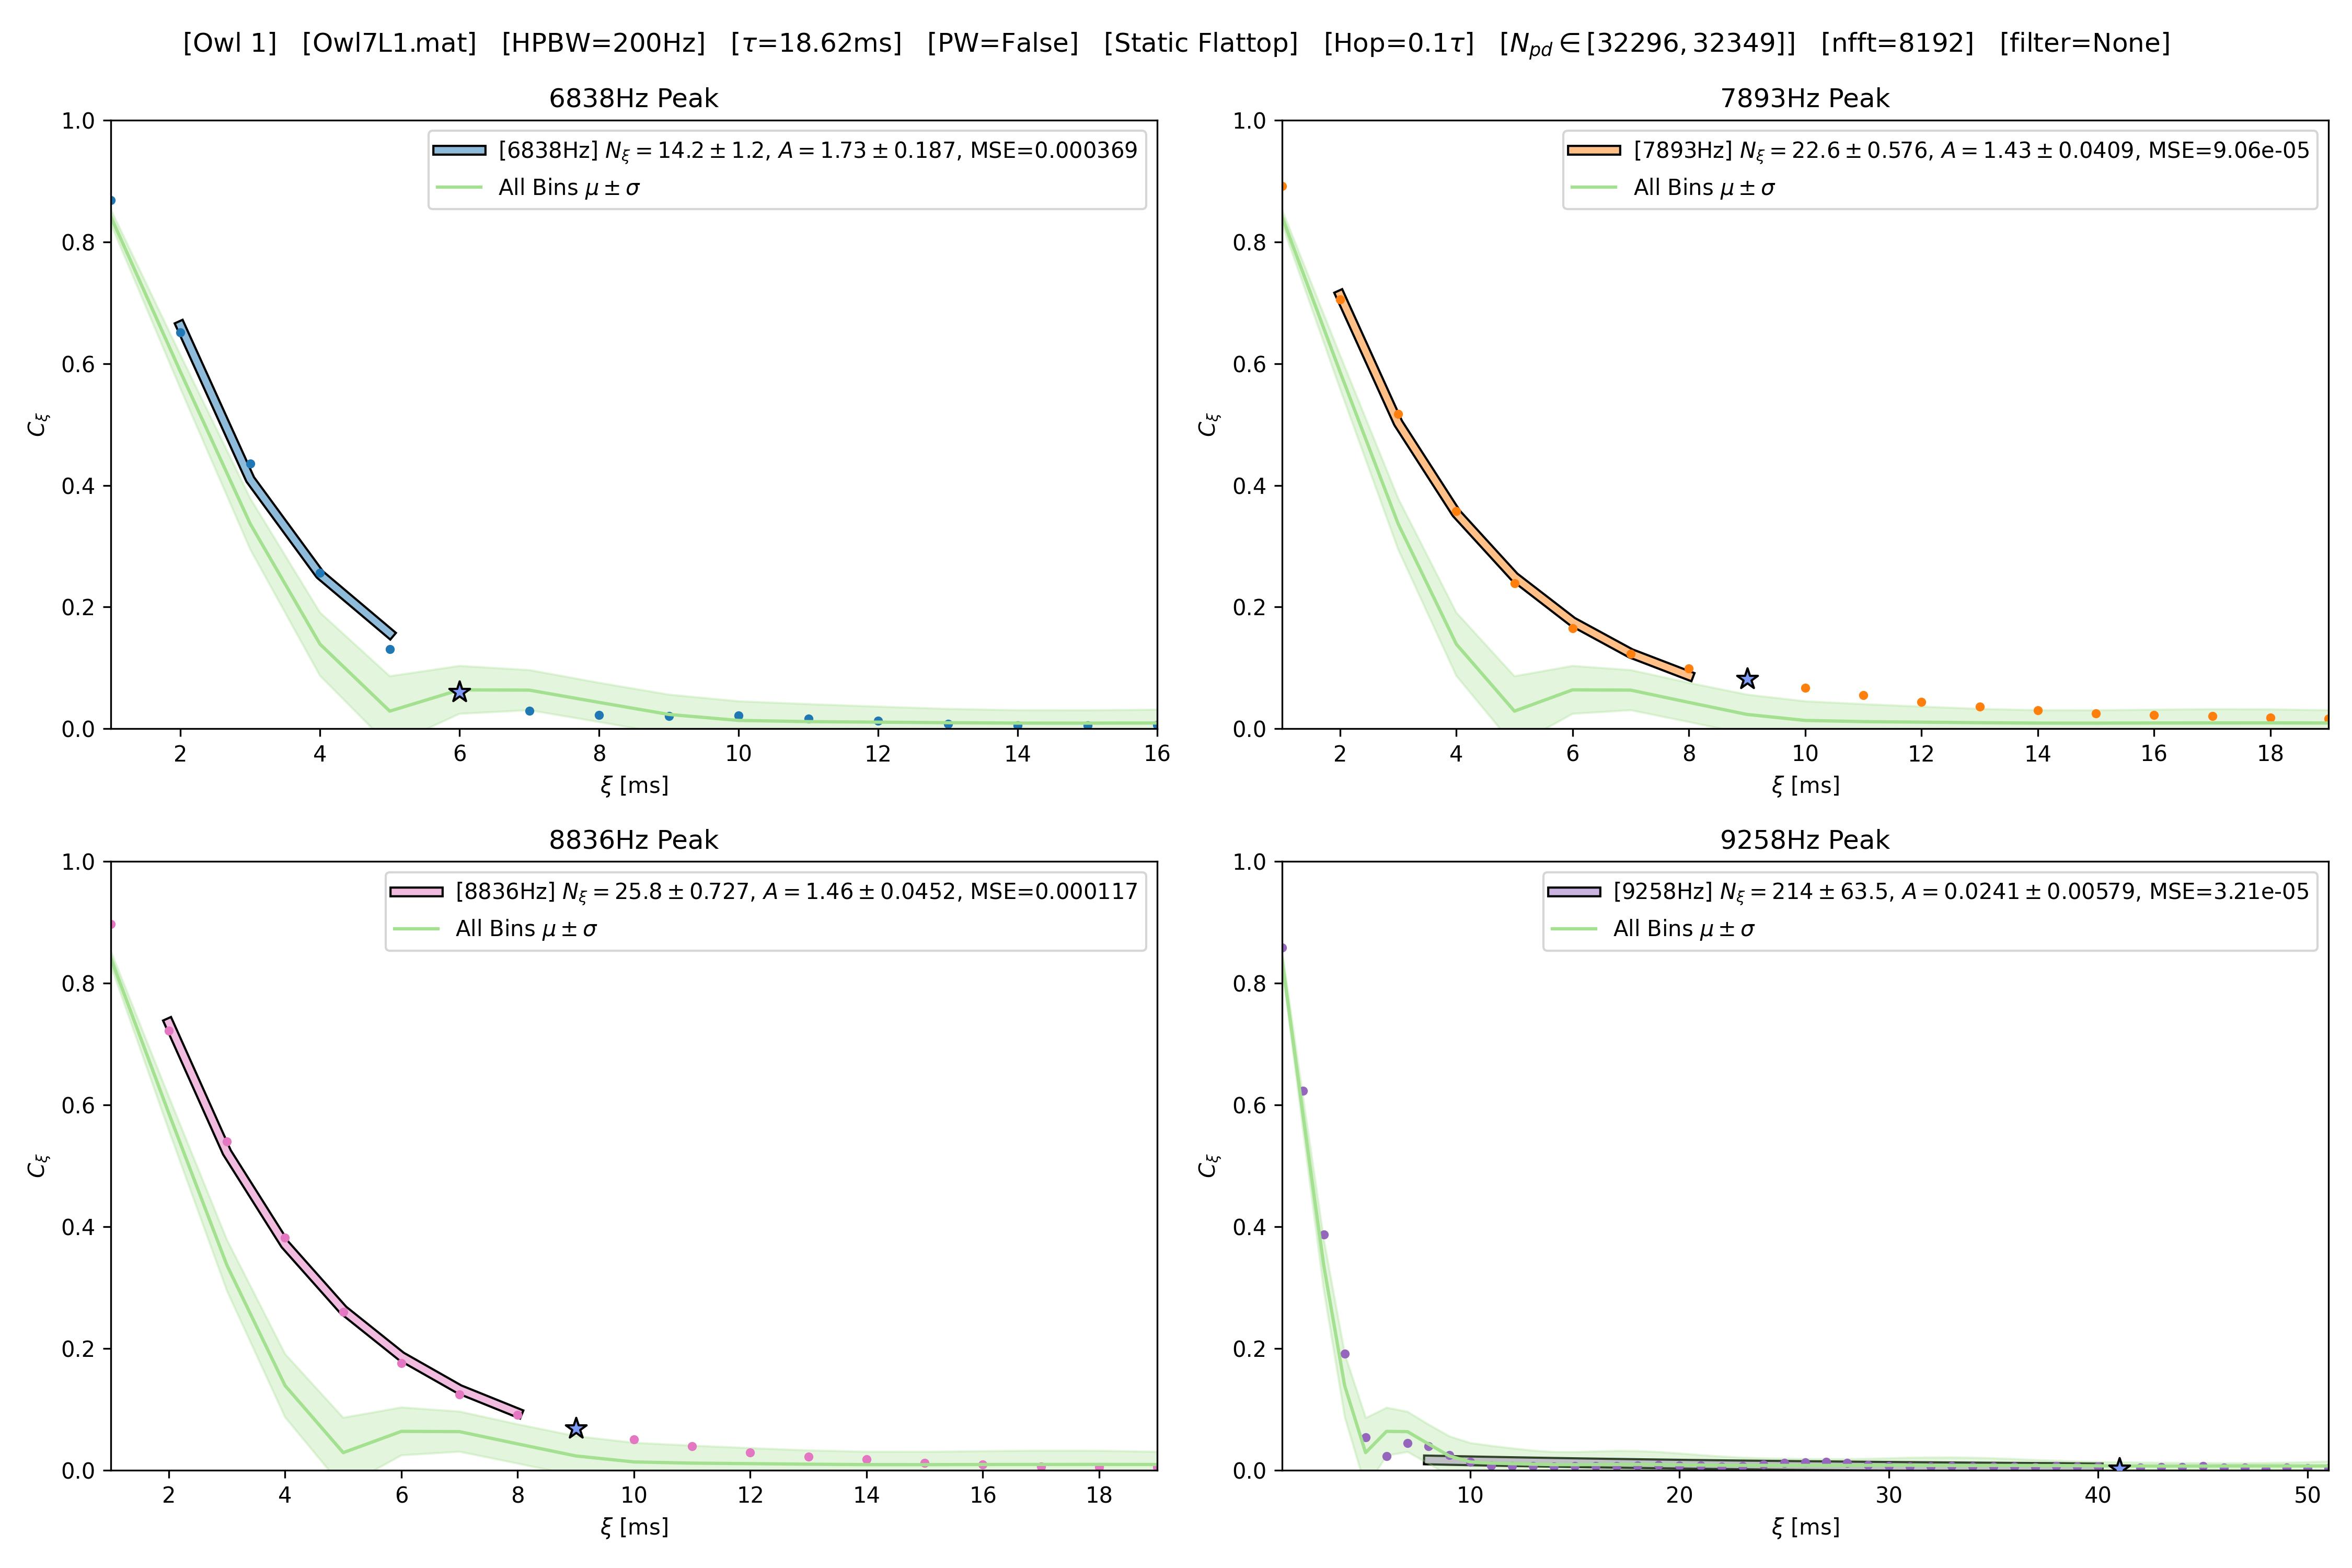 [Owl 1] [Owl7L1.mat] [HPBW=200Hz] [τ=18.62ms] [PW=False] [Static Flattop] [Hop=0.1τ] [N_pd ∈ [32296, 32349]] [nfft=8192] [filter=None]
6838Hz Peak
[6838Hz] N_ξ = 14.2 ± 1.2, A = 1.73 ± 0.187, MSE=0.000369
All Bins μ ± σ
1.0
0.8
0.6
0.4
0.2
0.0
C_ξ
2 4 6 8 10 12 14 16
ξ [ms]
7893Hz Peak
[7893Hz] N_ξ = 22.6 ± 0.576, A = 1.43 ± 0.0409, MSE=9.06e-05
All Bins μ ± σ
1.0
0.8
0.6
0.4
0.2
0.0
C_ξ
2 4 6 8 10 12 14 16 18
ξ [ms]
8836Hz Peak
[8836Hz] N_ξ = 25.8 ± 0.727, A = 1.46 ± 0.0452, MSE=0.000117
All Bins μ ± σ
1.0
0.8
0.6
0.4
0.2
0.0
C_ξ
2 4 6 8 10 12 14 16 18
ξ [ms]
9258Hz Peak
[9258Hz] N_ξ = 214 ± 63.5, A = 0.0241 ± 0.00579, MSE=3.21e-05
All Bins μ ± σ
1.0
0.8
0.6
0.4
0.2
0.0
C_ξ
10 20 30 40 50
ξ [ms]